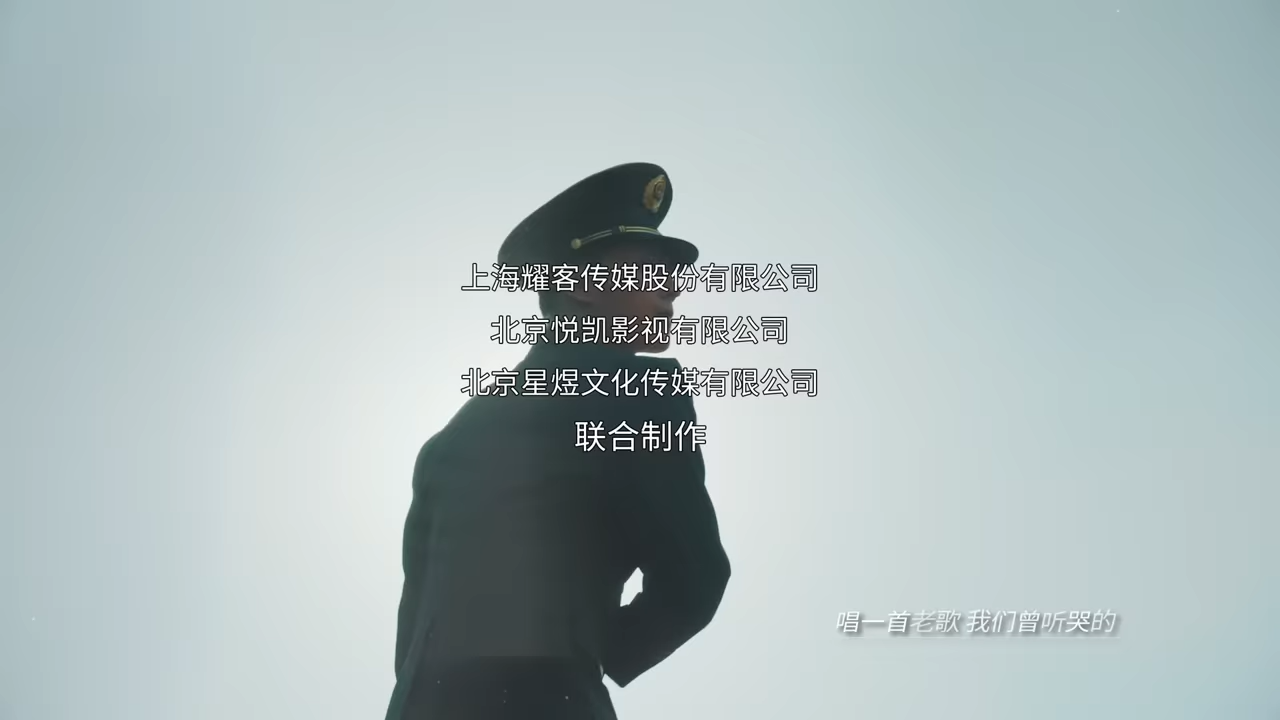 上海耀客传媒股份有限公司
北京悦凯影视有限公司
北京星煜文化传媒有限公司
联合制作
唱一首老歌 我们曾听哭的